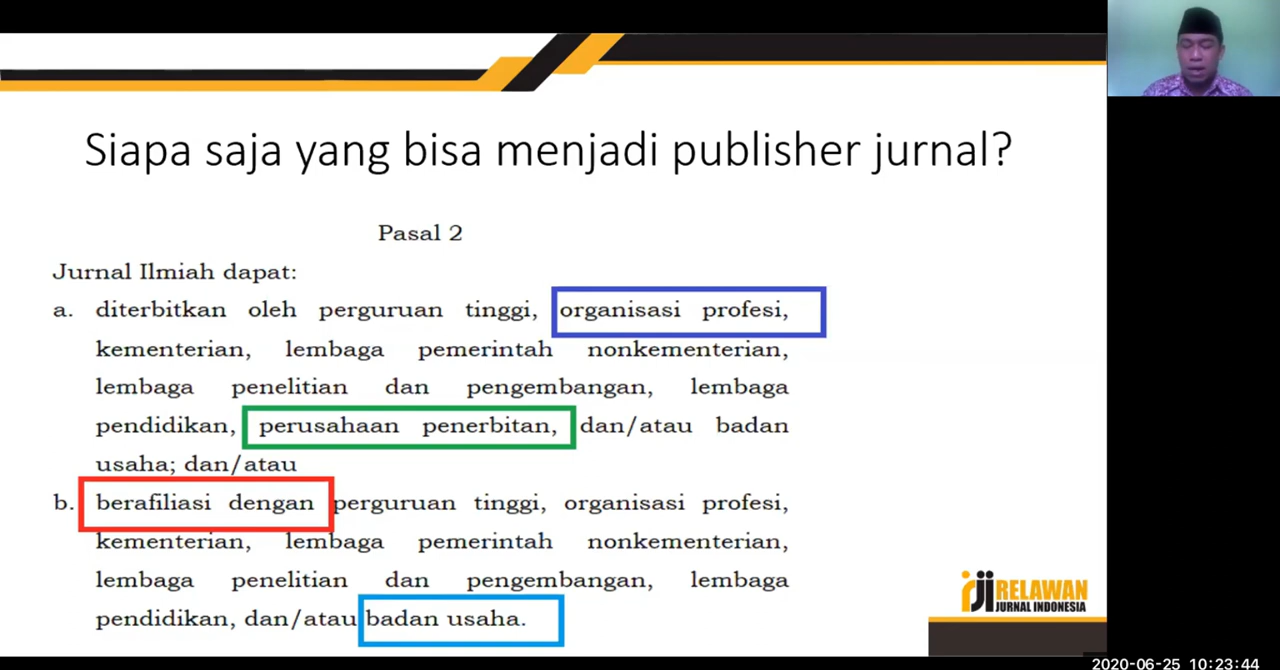 Siapa saja yang bisa menjadi publisher jurnal?
Pasal 2
Jurnal Ilmiah dapat:
a. diterbitkan oleh perguruan tinggi, organisasi profesi,
kementerian, lembaga pemerintah nonkementerian,
lembaga penelitian dan pengembangan, lembaga
pendidikan, perusahaan penerbitan, dan/atau badan
usaha; dan/atau
b. berafiliasi dengan perguruan tinggi, organisasi profesi,
kementerian, lembaga pemerintah nonkementerian,
lembaga penelitian dan pengembangan, lembaga
pendidikan, dan/atau badan usaha.
rji RELAWAN
JURNAL INDONESIA
2020-06-25 10:23:44